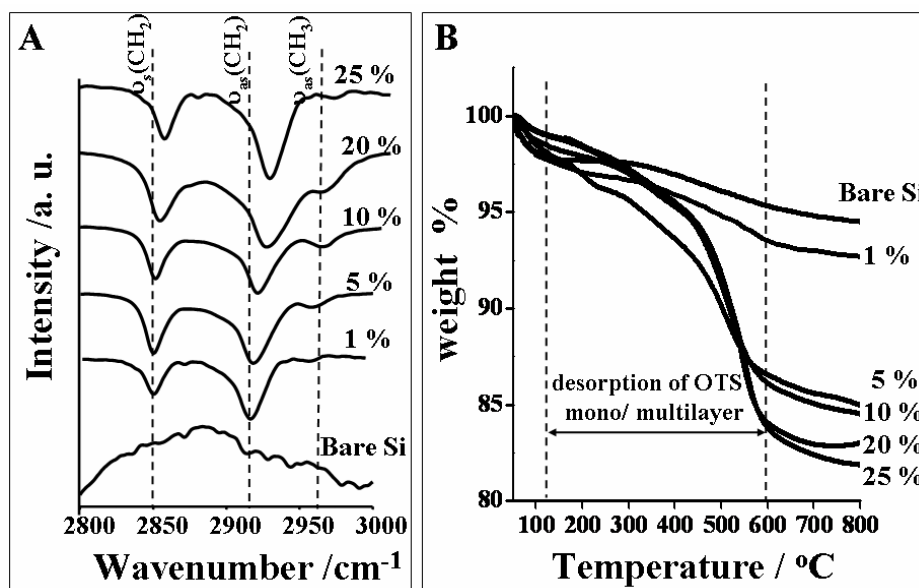 A
υs(CH2)
υas(CH2)
υas(CH3)
25 %
20 %
10 %
5 %
1 %
Bare Si
Intensity /a. u.
2800 2850 2900 2950 3000
Wavenumber /cm-1
B
100
95
90
85
80
weight %
Bare Si
1 %
5 %
10 %
20 %
25 %
desorption of OTS
mono/ multilayer
100 200 300 400 500 600 700 800
Temperature / oC